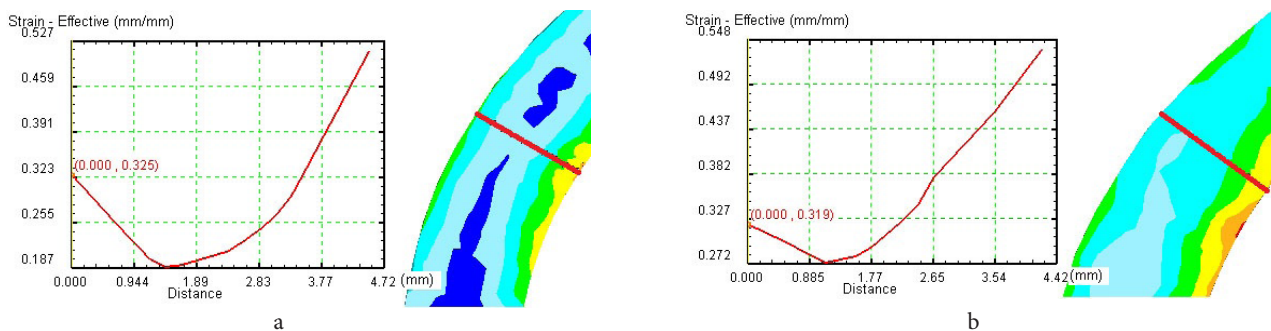 Strain - Effective (mm/mm)
0.527
0.459
0.391
0.323
0.255
0.187
(0.000 , 0.325)
0.000 0.944 1.89 2.83 3.77 4.72 (mm)
Distance
a
Strain - Effective (mm/mm)
0.548
0.492
0.437
0.382
0.327
0.272
(0.000 , 0.319)
0.000 0.885 1.77 2.65 3.54 4.42 (mm)
Distance
b